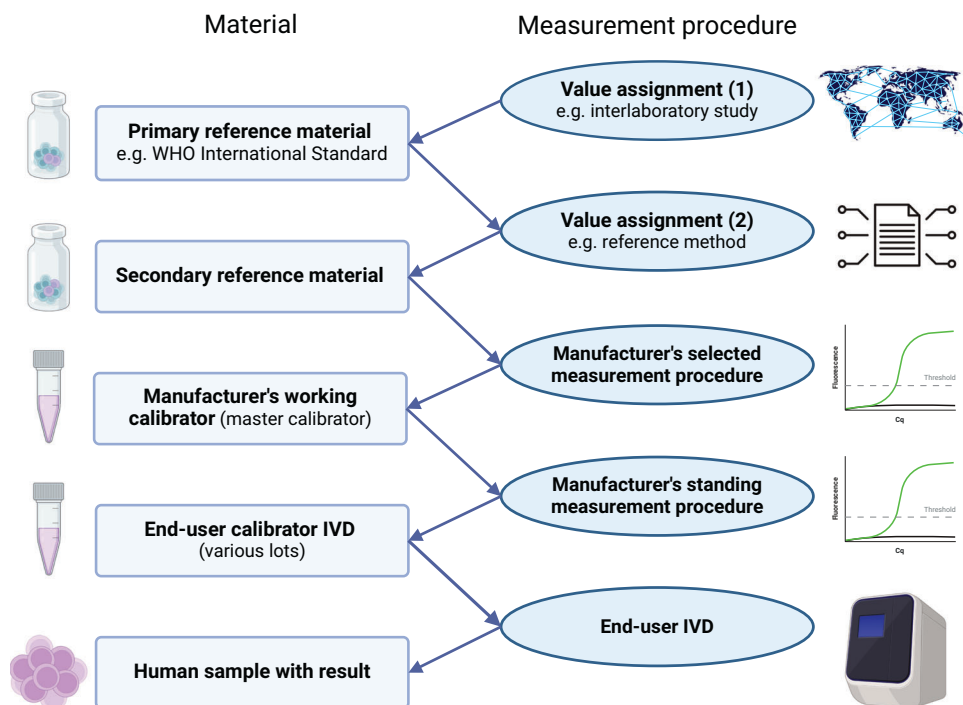 Material
Measurement procedure
Value assignment (1)
e.g. interlaboratory study
Primary reference material
e.g. WHO International Standard
Value assignment (2)
e.g. reference method
Secondary reference material
Manufacturer's selected
measurement procedure
Fluorescence
Threshold
Cq
Manufacturer's working
calibrator (master calibrator)
Manufacturer's standing
measurement procedure
Fluorescence
Threshold
Cq
End-user calibrator IVD
(various lots)
End-user IVD
Human sample with result